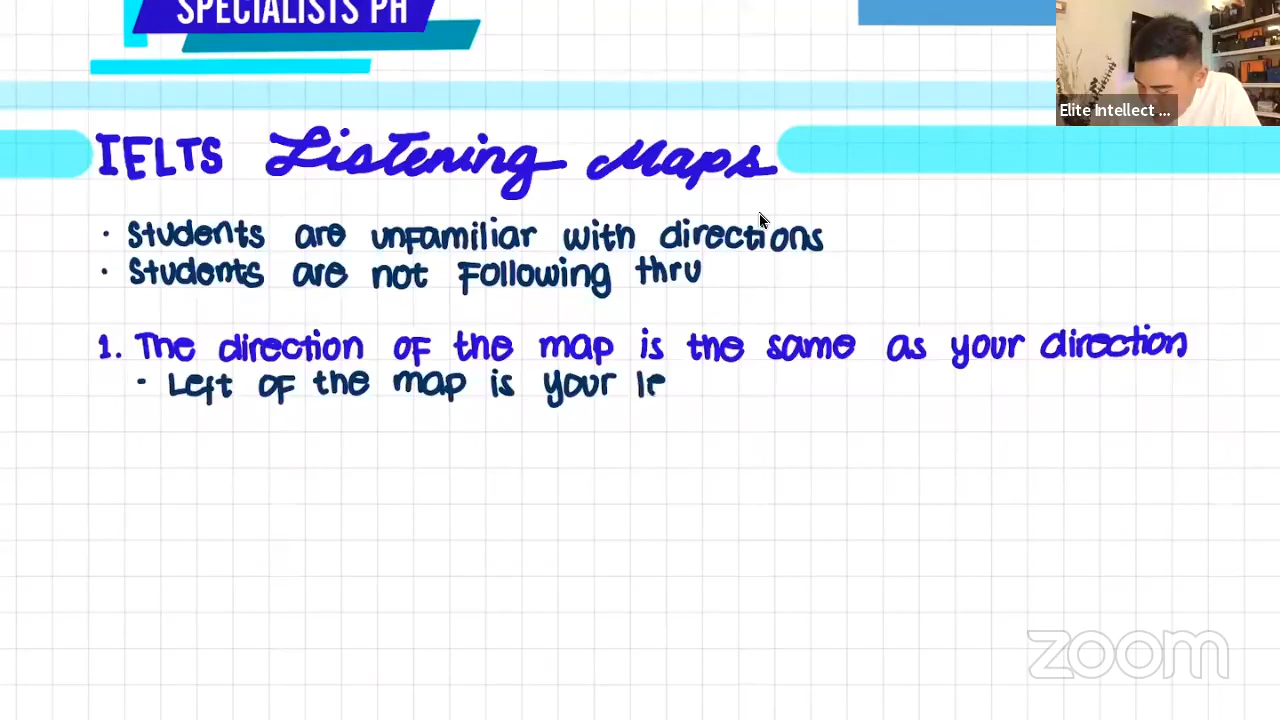 SPECIALISTS PH
Elite Intellect ...
IELTS Listening Maps
· Students are unfamiliar with directions
· Students are not following thru
1. The direction of the map is the same as your direction
· Left of the map is your le
zoom